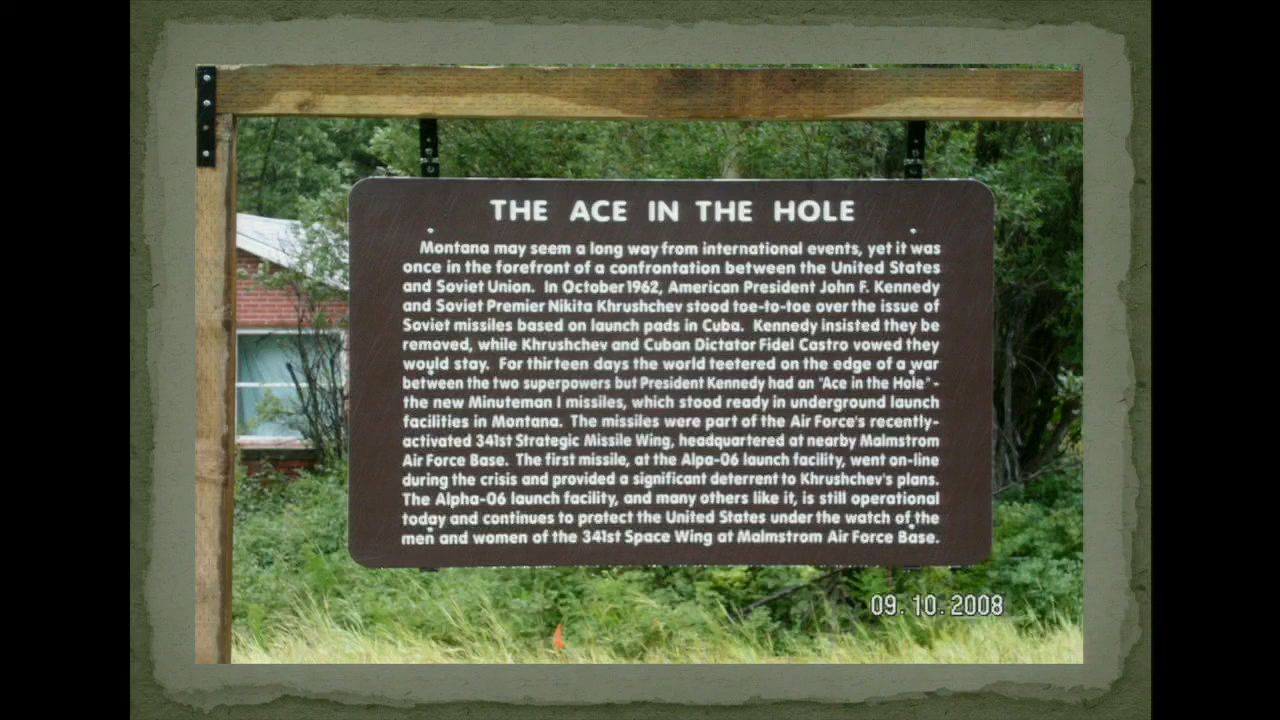 THE ACE IN THE HOLE
Montana may seem a long way from international events, yet it was
once in the forefront of a confrontation between the United States
and Soviet Union. In October 1962, American President John F. Kennedy
and Soviet Premier Nikita Khrushchev stood toe-to-toe over the issue of
Soviet missiles based on launch pads in Cuba. Kennedy insisted they be
removed, while Khrushchev and Cuban Dictator Fidel Castro vowed they
would stay. For thirteen days the world teetered on the edge of a war
between the two superpowers but President Kennedy had an "Ace in the Hole" -
the new Minuteman I missiles, which stood ready in underground launch
facilities in Montana. The missiles were part of the Air Force's recently-
activated 341st Strategic Missile Wing, headquartered at nearby Malmstrom
Air Force Base. The first missile, at the Alpa-06 launch facility, went on-line
during the crisis and provided a significant deterrent to Khrushchev's plans.
The Alpha-06 launch facility, and many others like it, is still operational
today and continues to protect the United States under the watch of the
men and women of the 341st Space Wing at Malmstrom Air Force Base.
09.10.2008